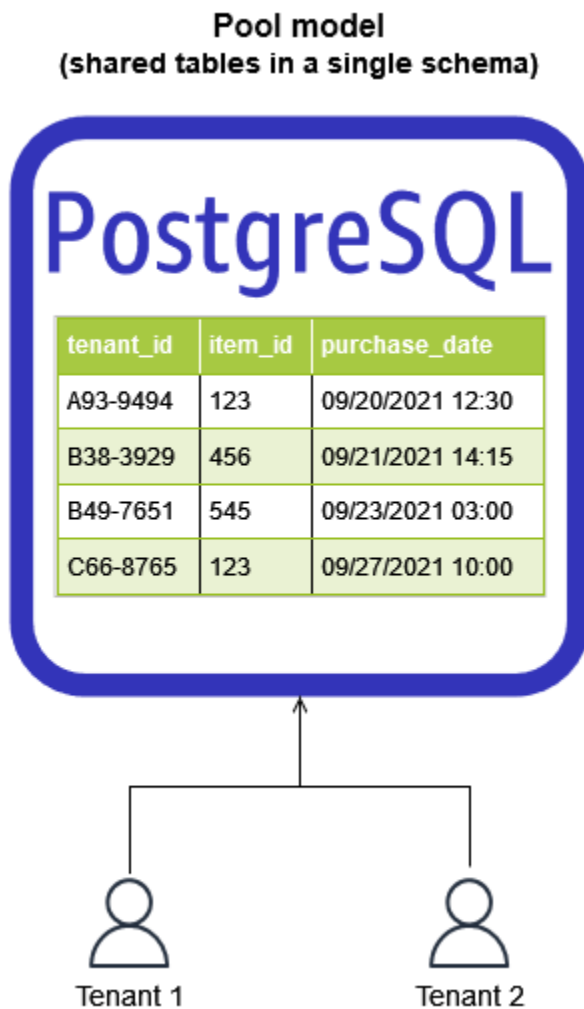 Pool model
(shared tables in a single schema)
PostgreSQL
tenant_id item_id purchase_date
A93-9494 123 09/20/2021 12:30
B38-3929 456 09/21/2021 14:15
B49-7651 545 09/23/2021 03:00
C66-8765 123 09/27/2021 10:00
Tenant 1 Tenant 2